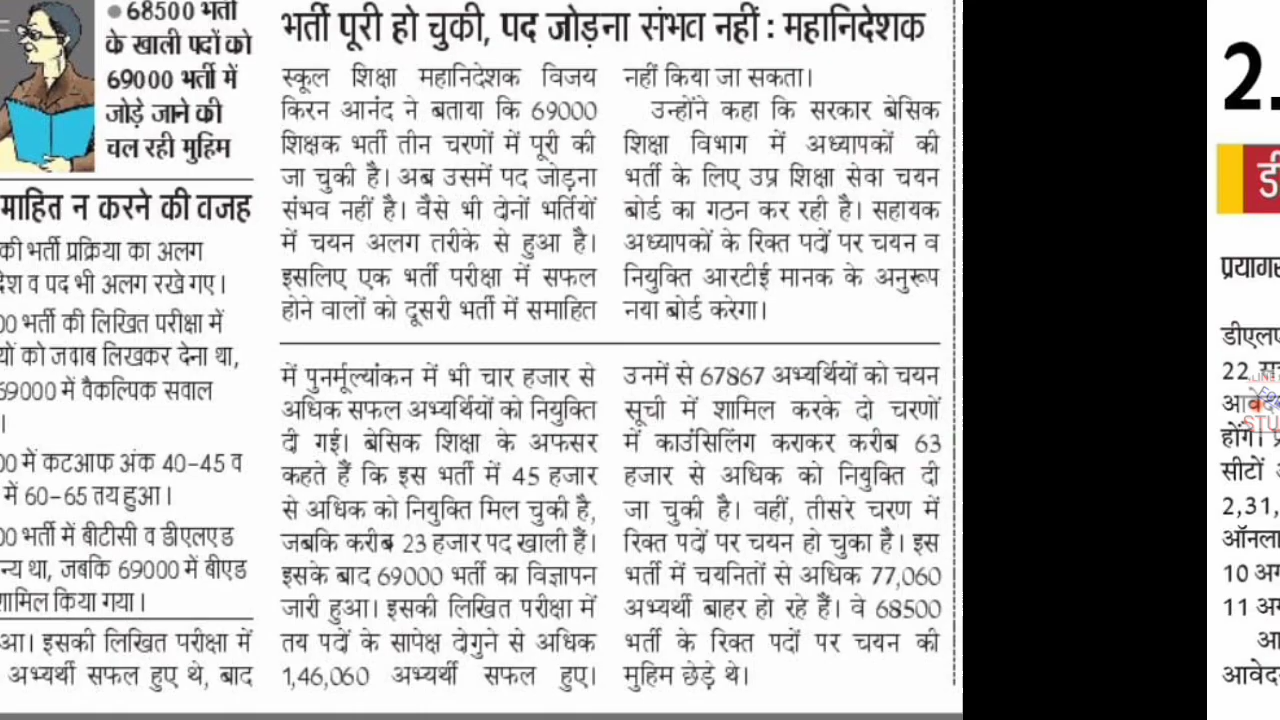 68500 भर्ती
के खाली पदों को
69000 भर्ती में
जोड़े जाने की
चल रही मुहिम
माहित न करने की वजह
की भर्ती प्रक्रिया का अलग
देश व पद भी अलग रखे गए।
00 भर्ती की लिखित परीक्षा में
यों को जवाब लिखकर देना था,
69000 में वैकल्पिक सवाल
।
00 में कटआफ अंक 40-45 व
में 60-65 तय हुआ।
00 भर्ती में बीटीसी व डीएलएड
न्य था, जबकि 69000 में बीएड
शामिल किया गया।
आ। इसकी लिखित परीक्षा में
अभ्यर्थी सफल हुए थे, बाद
भर्ती पूरी हो चुकी, पद जोड़ना संभव नहीं : महानिदेशक
स्कूल शिक्षा महानिदेशक विजय
किरन आनंद ने बताया कि 69000
शिक्षक भर्ती तीन चरणों में पूरी की
जा चुकी है। अब उसमें पद जोड़ना
संभव नहीं है। वैसे भी दोनों भर्तियों
में चयन अलग तरीके से हुआ है।
इसलिए एक भर्ती परीक्षा में सफल
होने वालों को दूसरी भर्ती में समाहित
नहीं किया जा सकता।
उन्होंने कहा कि सरकार बेसिक
शिक्षा विभाग में अध्यापकों की
भर्ती के लिए उप्र शिक्षा सेवा चयन
बोर्ड का गठन कर रही है। सहायक
अध्यापकों के रिक्त पदों पर चयन व
नियुक्ति आरटीई मानक के अनुरूप
नया बोर्ड करेगा।
में पुनर्मूल्यांकन में भी चार हजार से
अधिक सफल अभ्यर्थियों को नियुक्ति
दी गई। बेसिक शिक्षा के अफसर
कहते हैं कि इस भर्ती में 45 हजार
से अधिक को नियुक्ति मिल चुकी है,
जबकि करीब 23 हजार पद खाली हैं।
इसके बाद 69000 भर्ती का विज्ञापन
जारी हुआ। इसकी लिखित परीक्षा में
तय पदों के सापेक्ष दोगुने से अधिक
1,46,060 अभ्यर्थी सफल हुए।
उनमें से 67867 अभ्यर्थियों को चयन
सूची में शामिल करके दो चरणों
में काउंसिलिंग कराकर करीब 63
हजार से अधिक को नियुक्ति दी
जा चुकी है। वहीं, तीसरे चरण में
रिक्त पदों पर चयन हो चुका है। इस
भर्ती में चयनितों से अधिक 77,060
अभ्यर्थी बाहर हो रहे हैं। वे 68500
भर्ती के रिक्त पदों पर चयन की
मुहिम छेड़े थे।
2.
डी
प्रयागरा
डीएलए
22
होंगे।
सीटों
2,31,
ऑनला
10 अग
11 अग
आ
आवेद